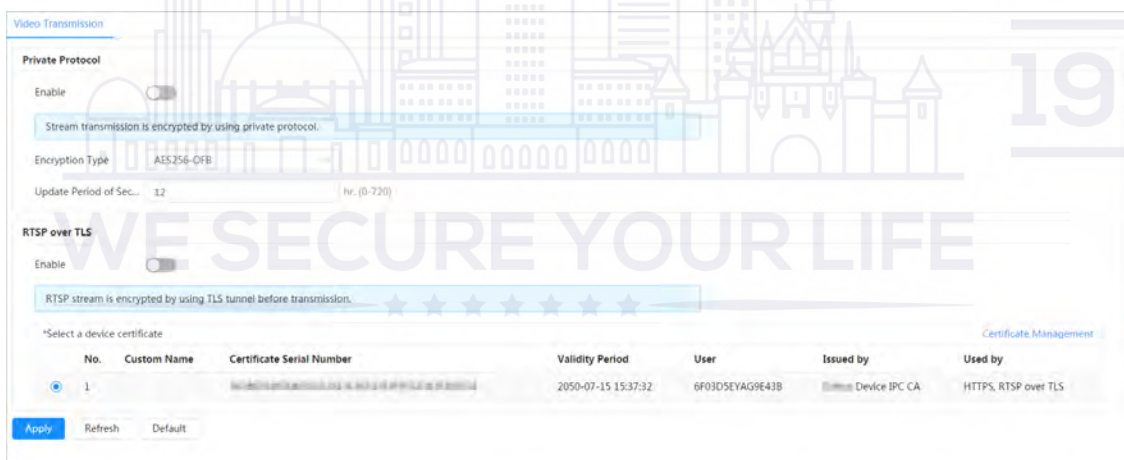 Video Transmission
Private Protocol
Enable
Stream transmission is encrypted by using private protocol.
Encryption Type AES256-OFB
Update Period of Sec... 12 hr. (0-720)
RTSP over TLS
Enable
RTSP stream is encrypted by using TLS tunnel before transmission.
*Select a device certificate Certificate Management
No. Custom Name Certificate Serial Number Validity Period User Issued by Used by
1 2050-07-15 15:37:32 6F03D5EYAG9E43B Device IPC CA HTTPS, RTSP over TLS
Apply Refresh Default
19
WE SECURE YOUR LIFE